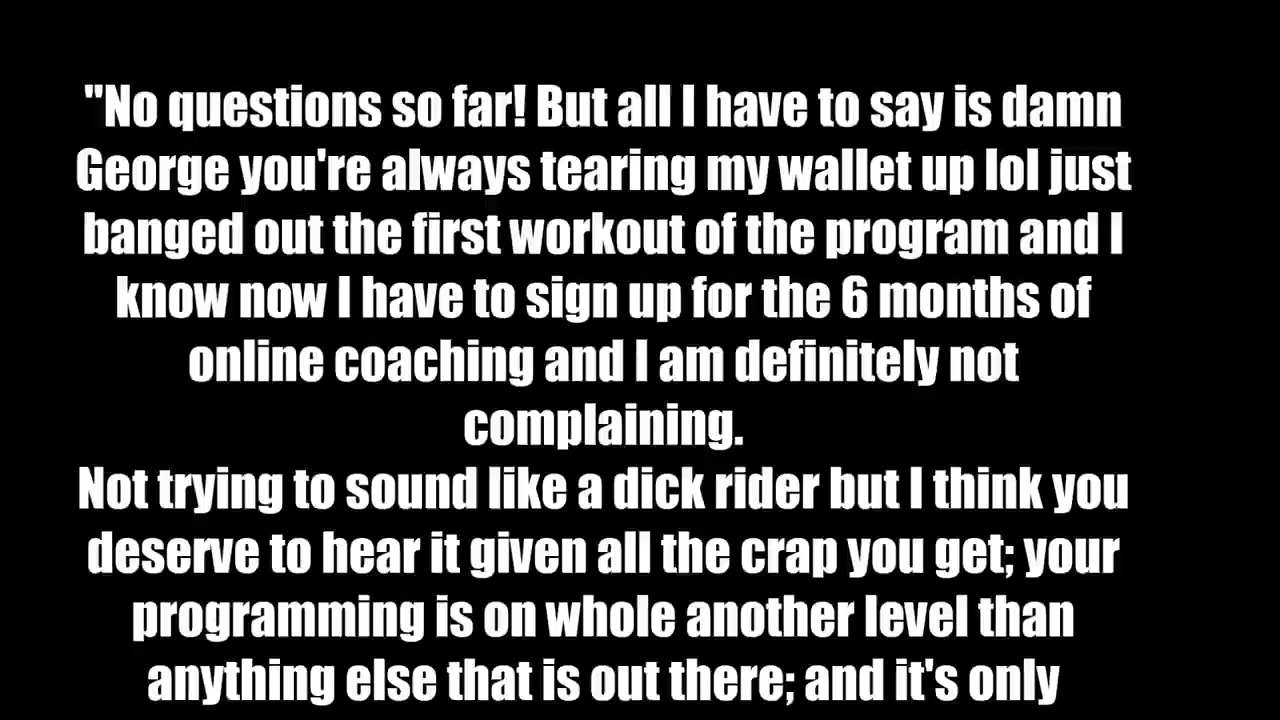 "No questions so far! But all I have to say is damn
George you're always tearing my wallet up lol just
banged out the first workout of the program and I
know now I have to sign up for the 6 months of
online coaching and I am definitely not
complaining.
Not trying to sound like a dick rider but I think you
deserve to hear it given all the crap you get; your
programming is on whole another level than
anything else that is out there; and it's only